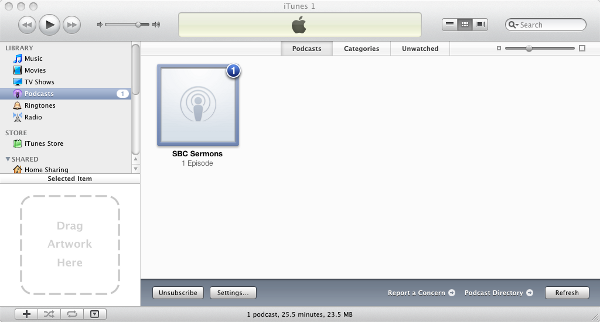 iTunes 1
Search
LIBRARY
Music
Movies
TV Shows
Podcasts 1
Ringtones
Radio
STORE
iTunes Store
SHARED
Home Sharing
Selected Item
Drag
Artwork
Here
Podcasts Categories Unwatched
1
SBC Sermons
1 Episode
Unsubscribe Settings... Report a Concern Podcast Directory Refresh
1 podcast, 25.5 minutes, 23.5 MB